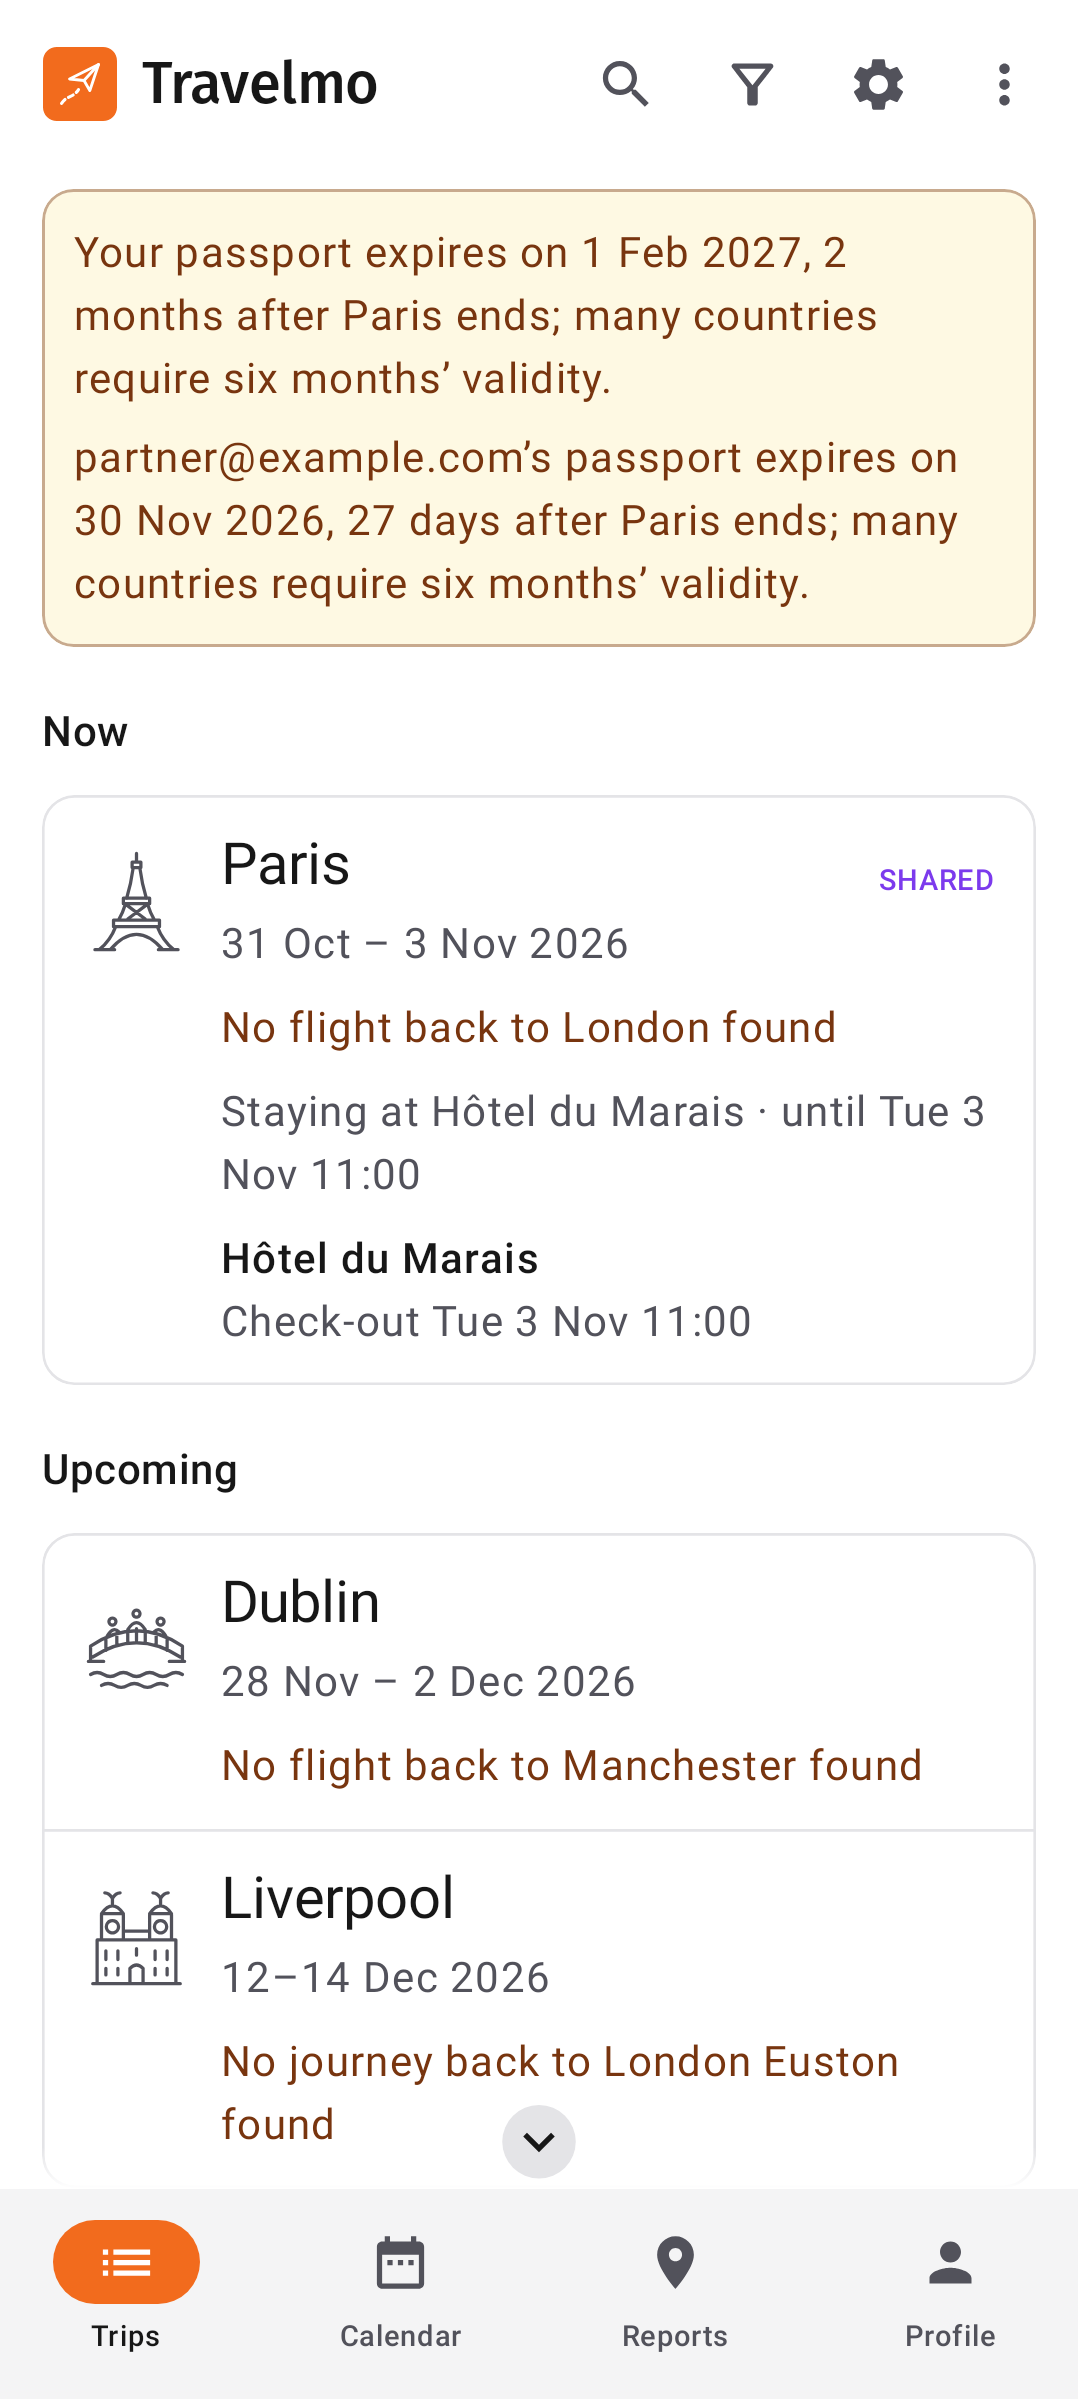 Travelmo
Your passport expires on 1 Feb 2027, 2
months after Paris ends; many countries
require six months’ validity.
partner@example.com’s passport expires on
30 Nov 2026, 27 days after Paris ends; many
countries require six months’ validity.
Now
Paris
SHARED
31 Oct – 3 Nov 2026
No flight back to London found
Staying at Hôtel du Marais · until Tue 3
Nov 11:00
Hôtel du Marais
Check-out Tue 3 Nov 11:00
Upcoming
Dublin
28 Nov – 2 Dec 2026
No flight back to Manchester found
Liverpool
12–14 Dec 2026
No journey back to London Euston
found
Trips
Calendar
Reports
Profile